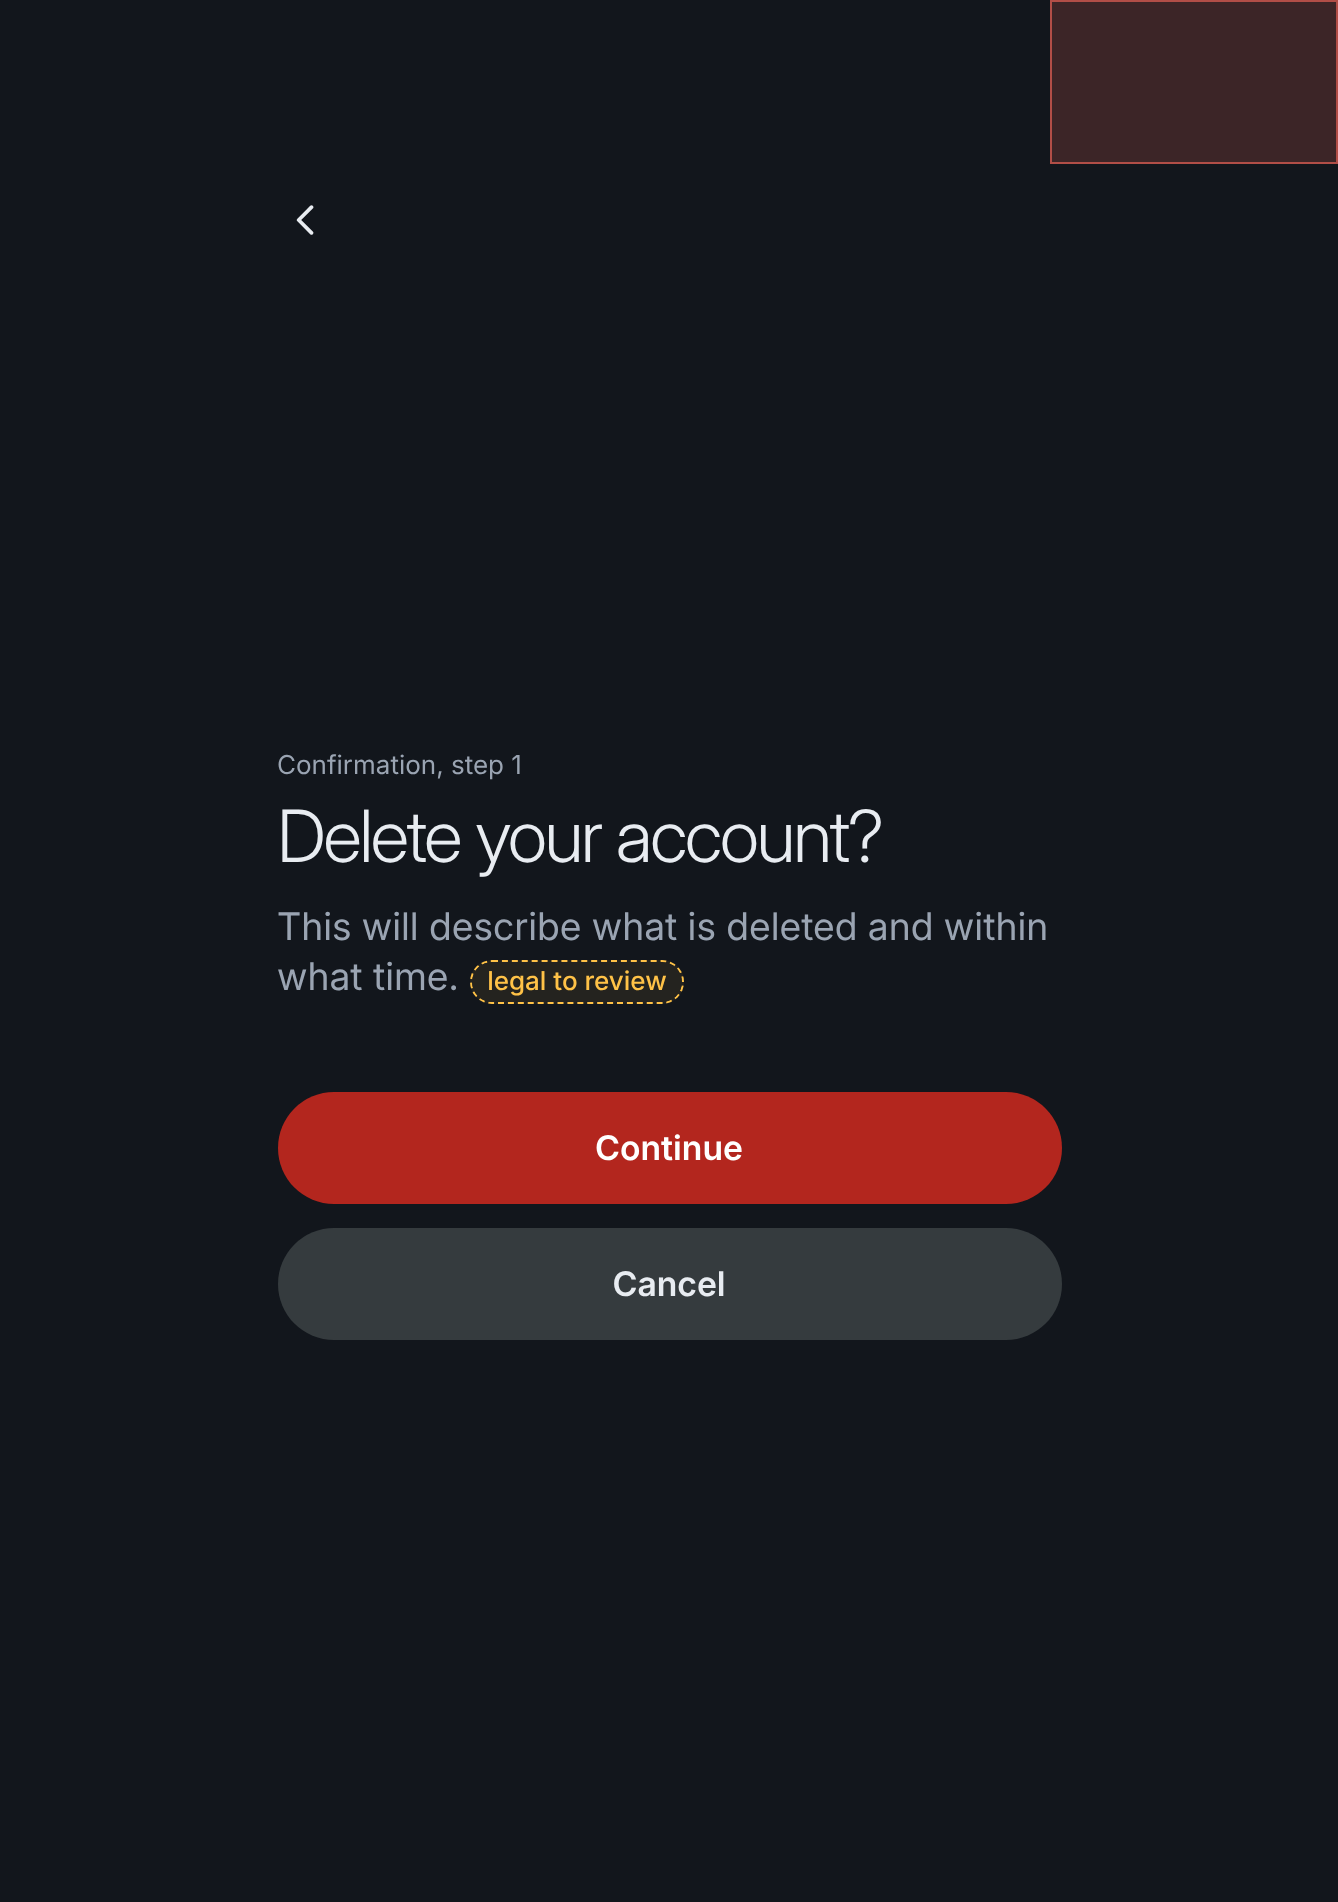 Confirmation, step 1
Delete your account?
This will describe what is deleted and within
what time. legal to review
Continue
Cancel